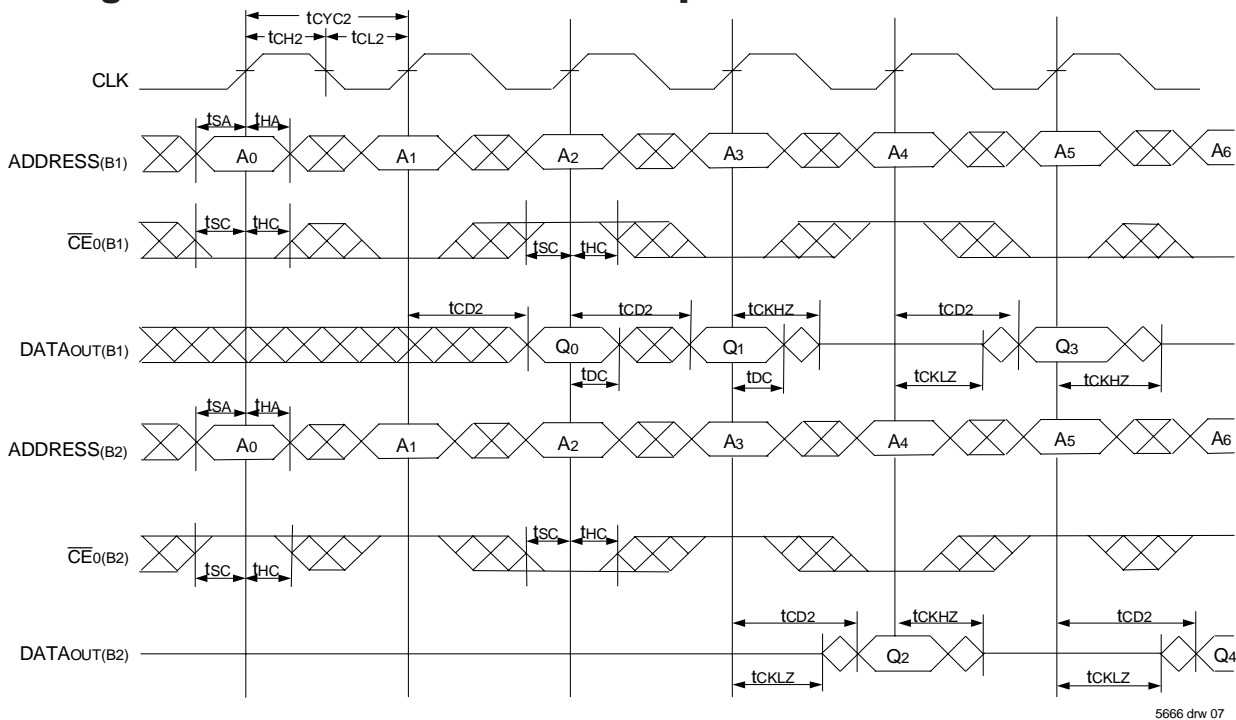 tCYC2
tCH2 tCL2
CLK
tSA tHA
ADDRESS(B1) A0 A1 A2 A3 A4 A5 A6
tSC tHC
CE0(B1)
tSC tHC
tCD2 tCD2 tCKHZ tCD2
DATAOUT(B1) Q0 Q1 Q3
tDC tDC tCKLZ tCKHZ
tSA tHA
ADDRESS(B2) A0 A1 A2 A3 A4 A5 A6
tSC tHC
CE0(B2)
tSC tHC
tCD2 tCKHZ tCD2
DATAOUT(B2) Q2 Q4
tCKLZ tCKLZ
5666 drw 07